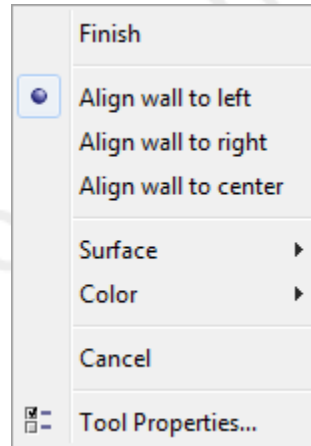 Finish
Align wall to left
Align wall to right
Align wall to center
Surface
Color
Cancel
Tool Properties...